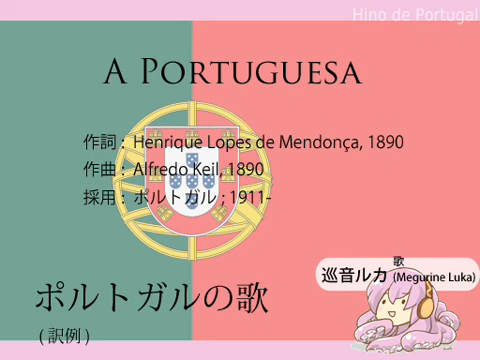 Hino de Portugal
A PORTUGUESA
作詞 : Henrique Lopes de Mendonça, 1890
作曲 : Alfredo Keil, 1890
採用 : ポルトガル ; 1911-
歌
巡音ルカ (Megurine Luka)
ポルトガルの歌
( 訳例 )